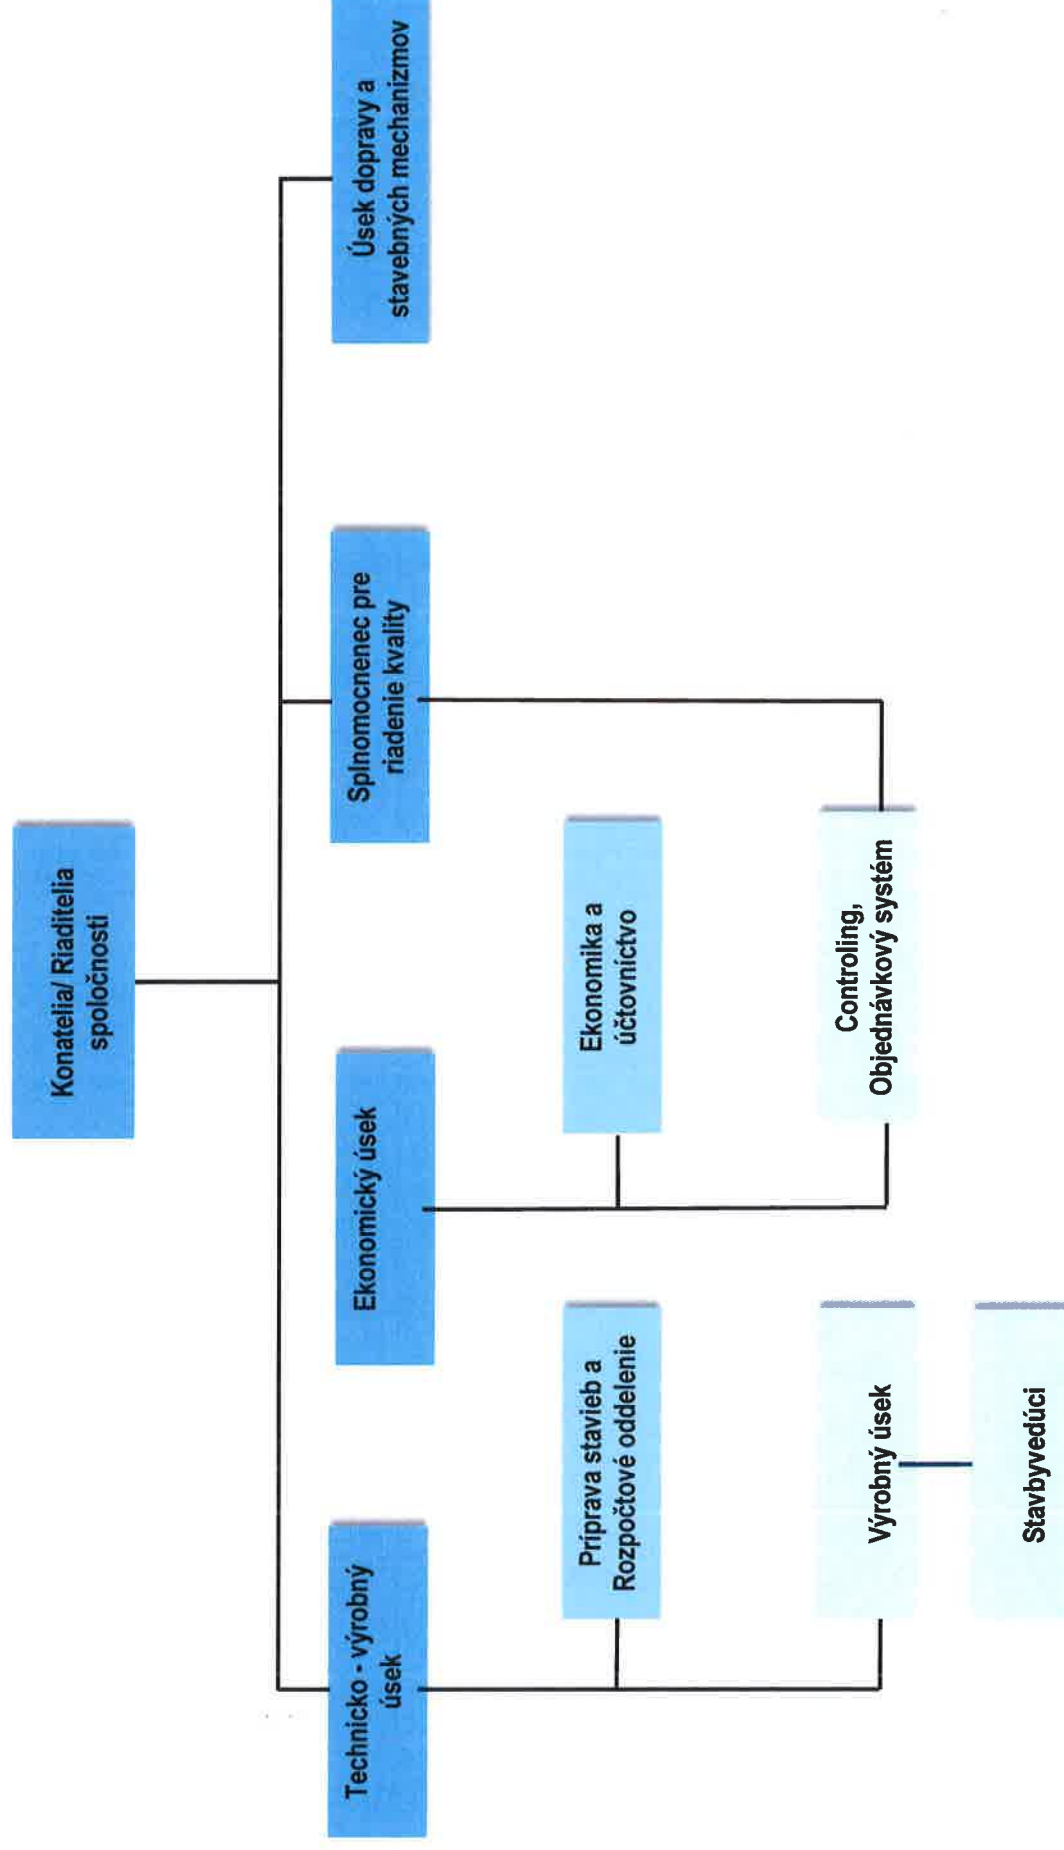 Konatelia/ Riaditelia
spoločnosti
Technicko - výrobný
úsek
Ekonomický úsek
Splnomocnenec pre
riadenie kvality
Úsek dopravy a
stavebných mechanizmov
Príprava stavieb a
Rozpočtové oddelenie
Ekonomika a
účtovníctvo
Výrobný úsek
Controling,
Objednávkový systém
Stavbyvedúci